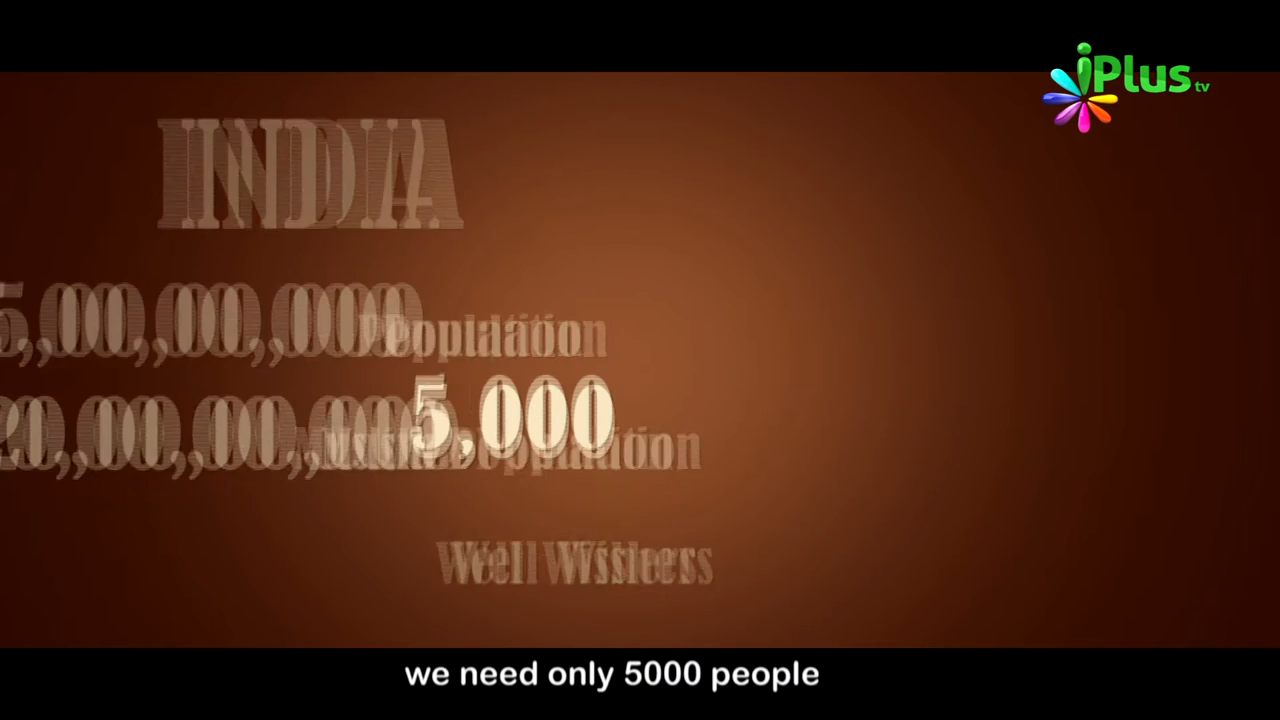 iPlus tv
INDIA
5,00,00,000
Population
5,000
20,00,00,000
Population
Well Wishers
we need only 5000 people